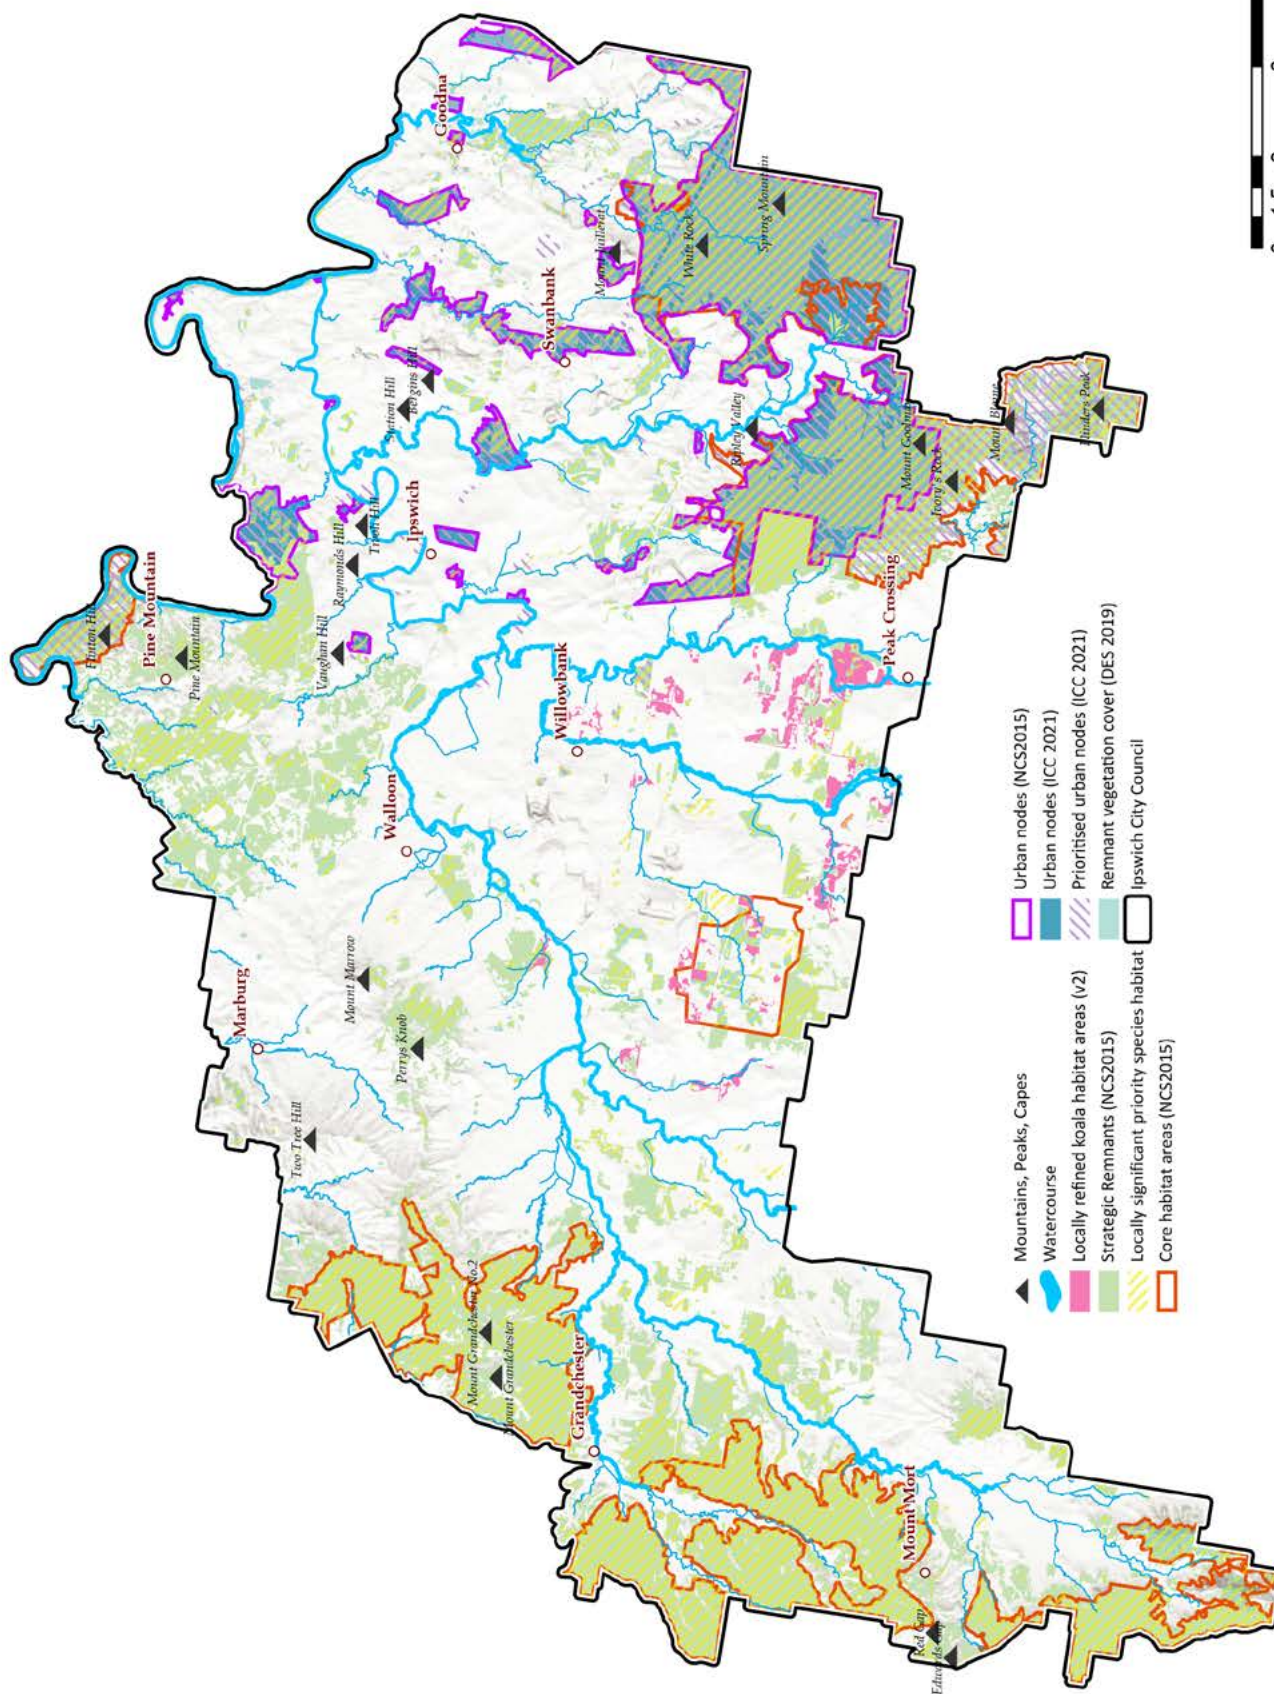 Flinton Hill
Pine Mountain
Pine Mountain
Goodna
Marburg
Two Tree Hill
Mount Marrow
Perrys Knob
Walloon
Vaughan Hill
Raymonds Hill
Ipswich
Station Hill
Bergins Hill
Swanbank
Mount Juillerat
White Rock
Spring Mountain
Willowbank
Ripley Valley
Mount Goolman
Ivory's Rock
Mount Blaine
Flinders Peak
Peak Crossing
Mount Grandchester No.2
Mount Grandchester
Grandchester
Mount Mort
Red Gap
Mountains, Peaks, Capes
Watercourse
Locally refined koala habitat areas (v2)
Strategic Remnants (NCS2015)
Locally significant priority species habitat
Core habitat areas (NCS2015)
Urban nodes (NCS2015)
Urban nodes (ICC 2021)
Prioritised urban nodes (ICC 2021)
Remnant vegetation cover (DES 2019)
Ipswich City Council